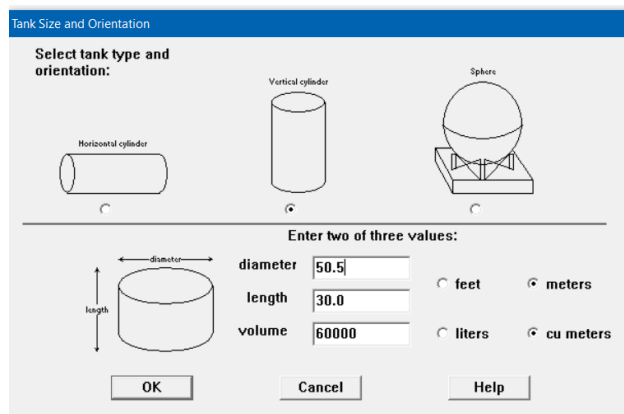 Tank Size and Orientation
Select tank type and
orientation:
Vertical cylinder
Sphere
Horizontal cylinder
Enter two of three values:
diameter
length
diameter 50.5
length 30.0
volume 60000
feet
meters
liters
cu meters
OK
Cancel
Help